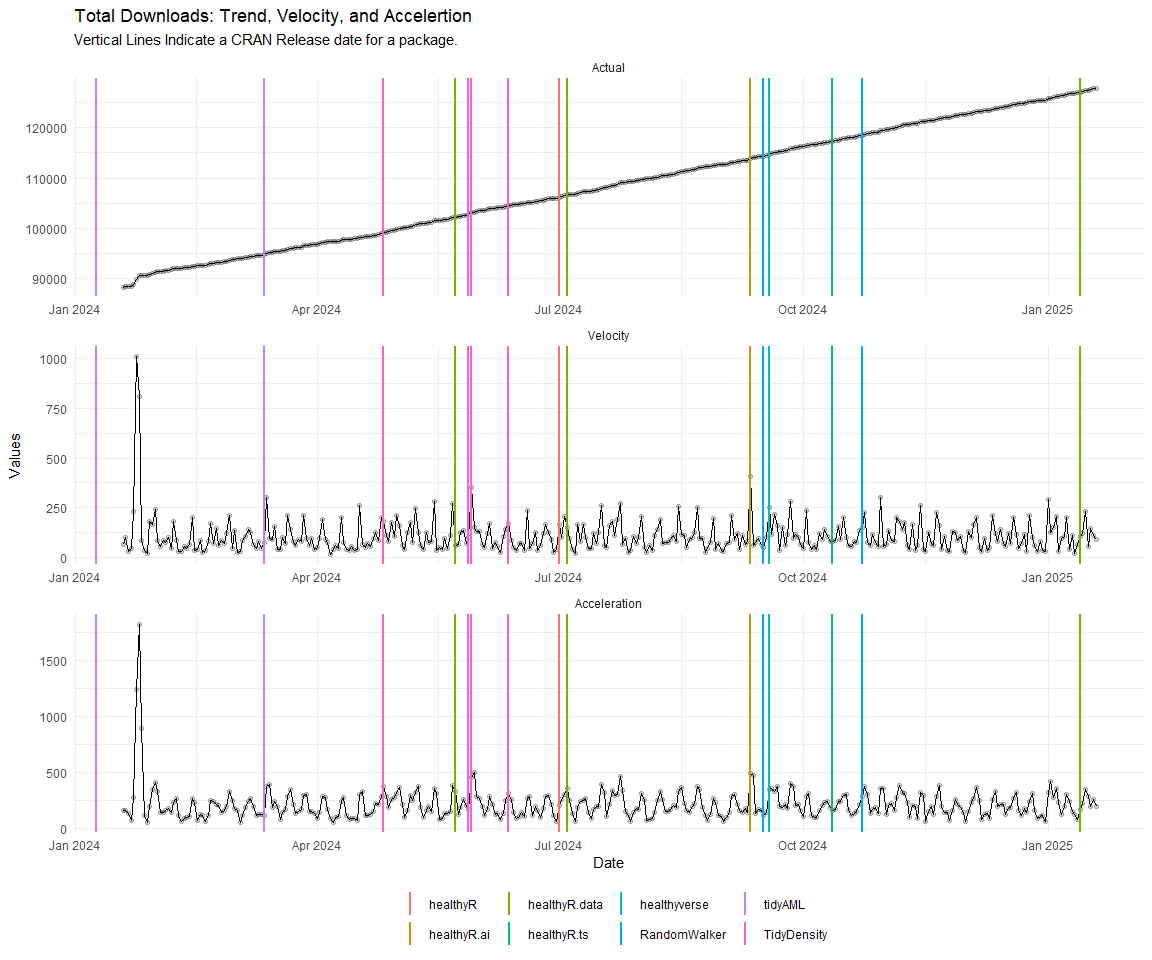 Total Downloads: Trend, Velocity, and Accelertion
Vertical Lines Indicate a CRAN Release date for a package.
Actual
120000
110000
100000
90000
Jan 2024 Apr 2024 Jul 2024 Oct 2024 Jan 2025
Velocity
1000
750
500
250
0
Jan 2024 Apr 2024 Jul 2024 Oct 2024 Jan 2025
Values
Acceleration
1500
1000
500
0
Jan 2024 Apr 2024 Jul 2024 Oct 2024 Jan 2025
Date
healthyR healthyR.data healthyverse tidyAML
healthyR.ai healthyR.ts RandomWalker TidyDensity